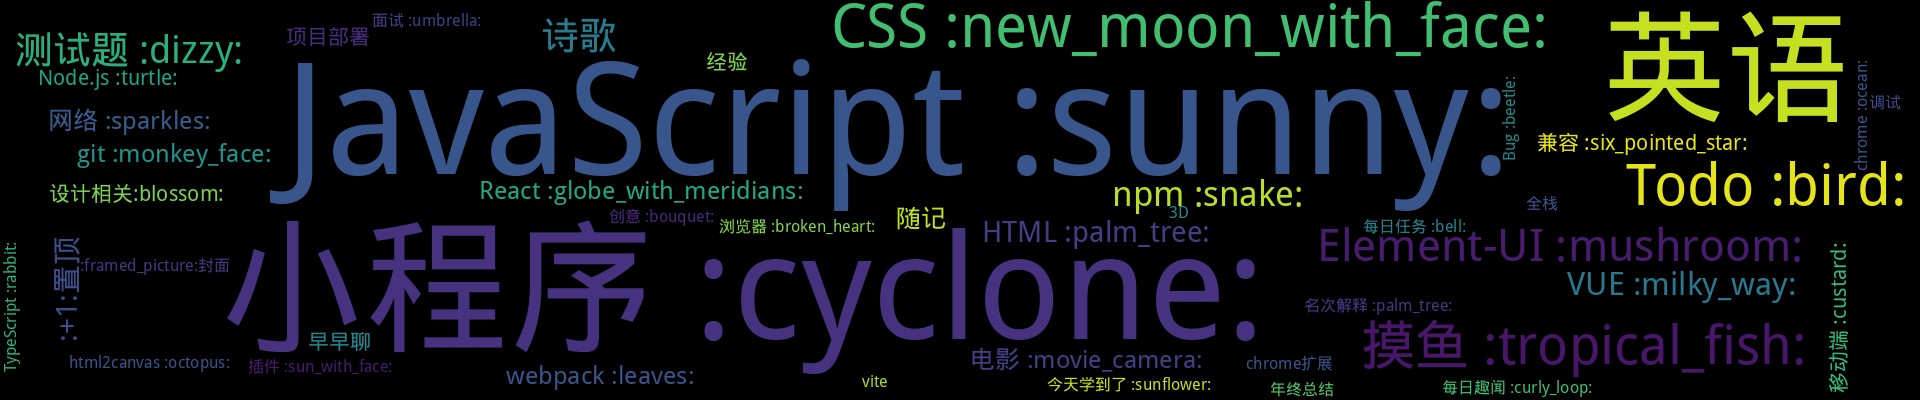 面试 :umbrella:
CSS :new_moon_with_face:
英语
项目部署
诗歌
测试题 :dizzy:
经验
Node.js :turtle:
JavaScript :sunny:
Bug :beetle:
chrome :ocean:
调试
网络 :sparkles:
兼容 :six_pointed_star:
git :monkey_face:
设计相关:blossom:
React :globe_with_meridians:
npm :snake:
Todo :bird:
全栈
3D
创意 :bouquet:
浏览器 :broken_heart:
随记
HTML :palm_tree:
每日任务 :bell:
Element-UI :mushroom:
:+1:置顶
:framed_picture:封面
小程序 :cyclone:
VUE :milky_way:
TypeScript :rabbit:
移动端 :custard:
名次解释 :palm_tree:
早早聊
摸鱼 :tropical_fish:
html2canvas :octopus:
插件 :sun_with_face:
电影 :movie_camera:
chrome扩展
webpack :leaves:
vite
今天学到了 :sunflower:
年终总结
每日趣闻 :curly_loop: